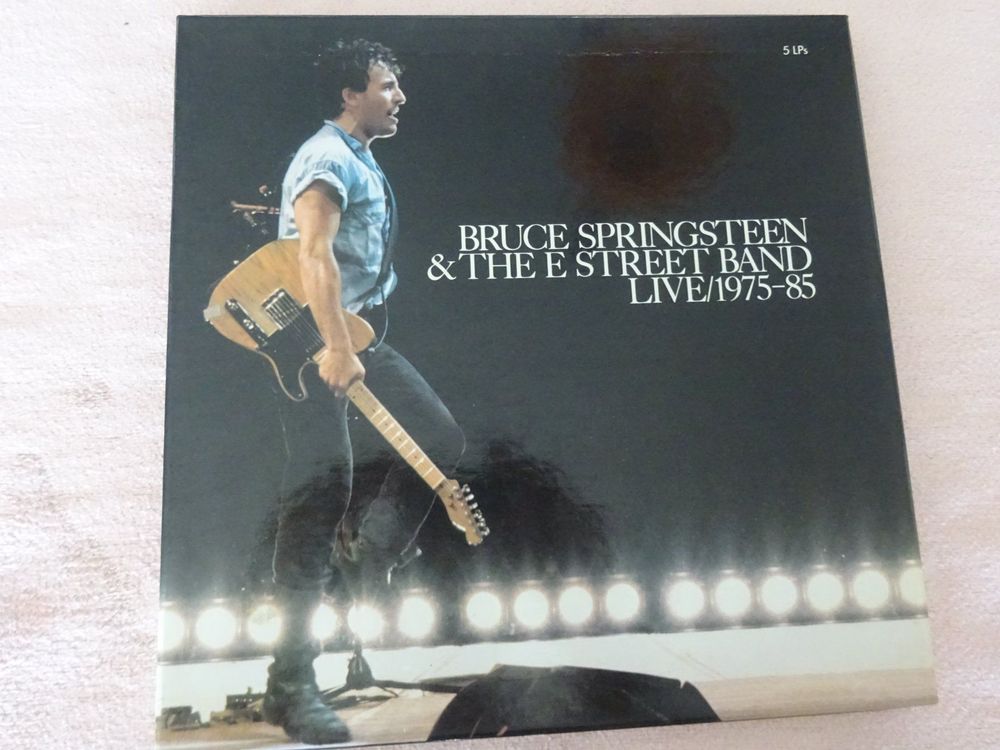 5 LPs
BRUCE SPRINGSTEEN
& THE E STREET BAND
LIVE/1975-85